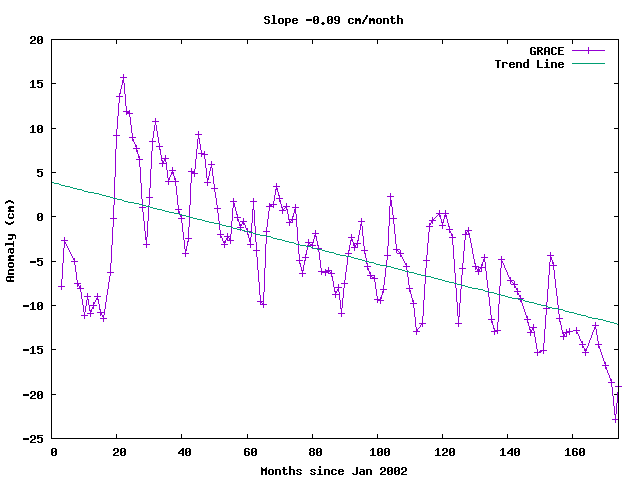 Slope -0.09 cm/month
GRACE
Trend Line
Anomaly (cm)
20
15
10
5
0
-5
-10
-15
-20
-25
0 20 40 60 80 100 120 140 160
Months since Jan 2002